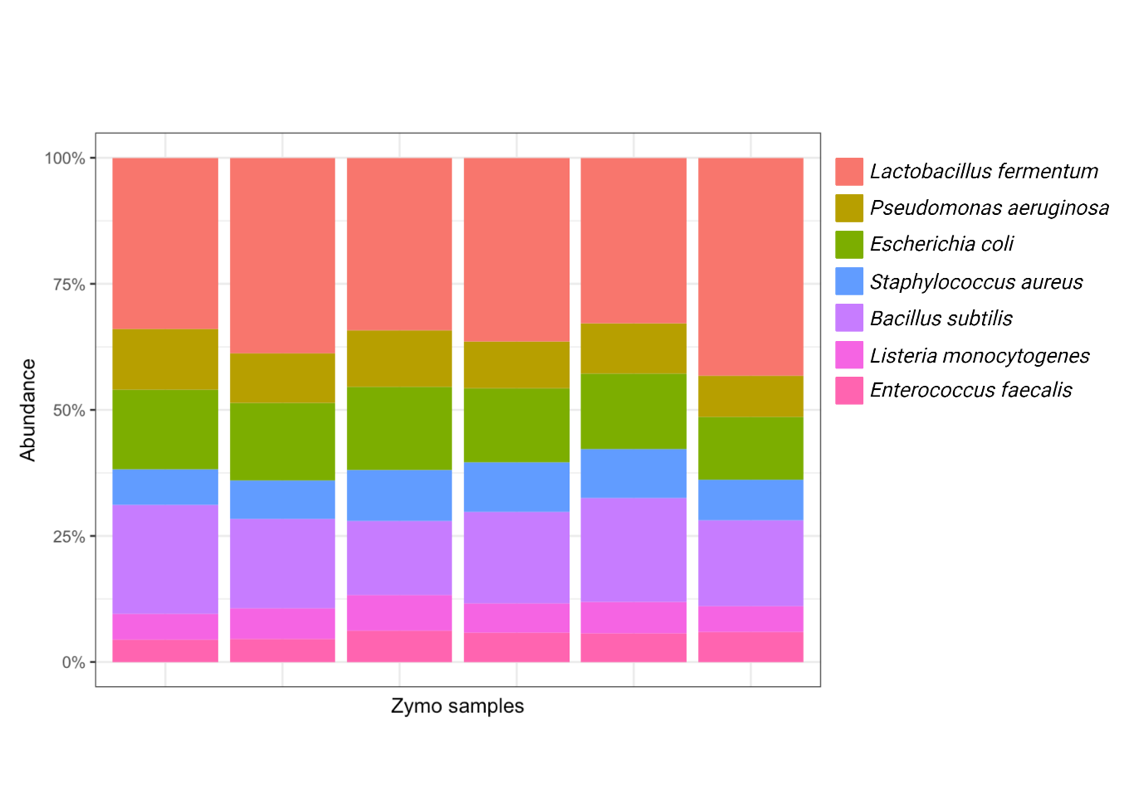 100%
75%
50%
25%
0%
Abundance
Zymo samples
Lactobacillus fermentum
Pseudomonas aeruginosa
Escherichia coli
Staphylococcus aureus
Bacillus subtilis
Listeria monocytogenes
Enterococcus faecalis